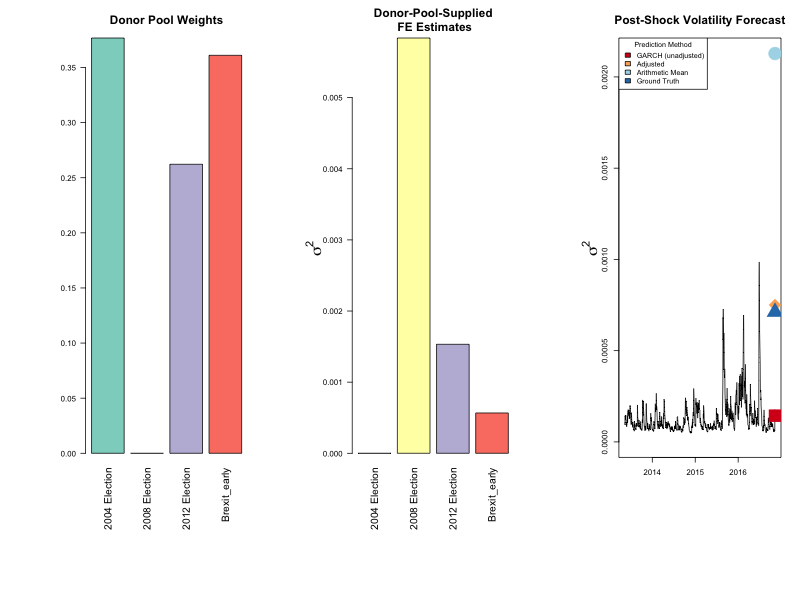 Donor Pool Weights
0.35
0.30
0.25
0.20
0.15
0.10
0.05
0.00
2004 Election
2008 Election
2012 Election
Brexit_early
Donor-Pool-Supplied
FE Estimates
σ²
0.005
0.004
0.003
0.002
0.001
0.000
2004 Election
2008 Election
2012 Election
Brexit_early
Post-Shock Volatility Forecast
Prediction Method
GARCH (unadjusted)
Adjusted
Arithmetic Mean
Ground Truth
σ²
0.0020
0.0015
0.0010
0.0005
0.0000
2014
2015
2016